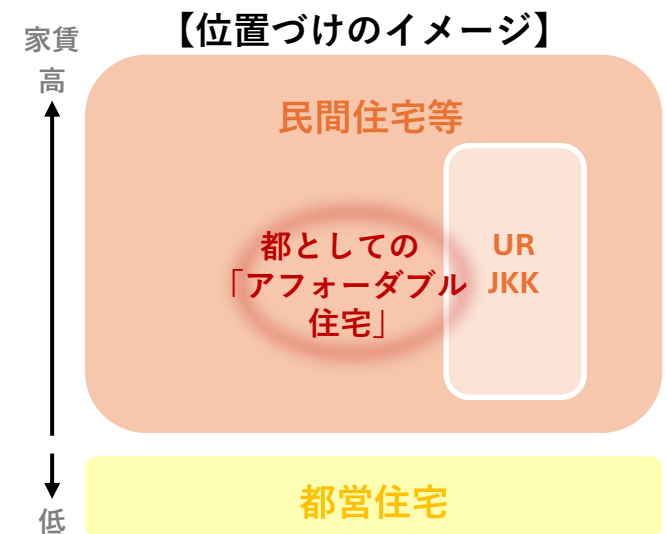 【位置づけのイメージ】
家賃
高
民間住宅等
都としての
「アフォーダブル
住宅」
UR
JKK
都営住宅
低